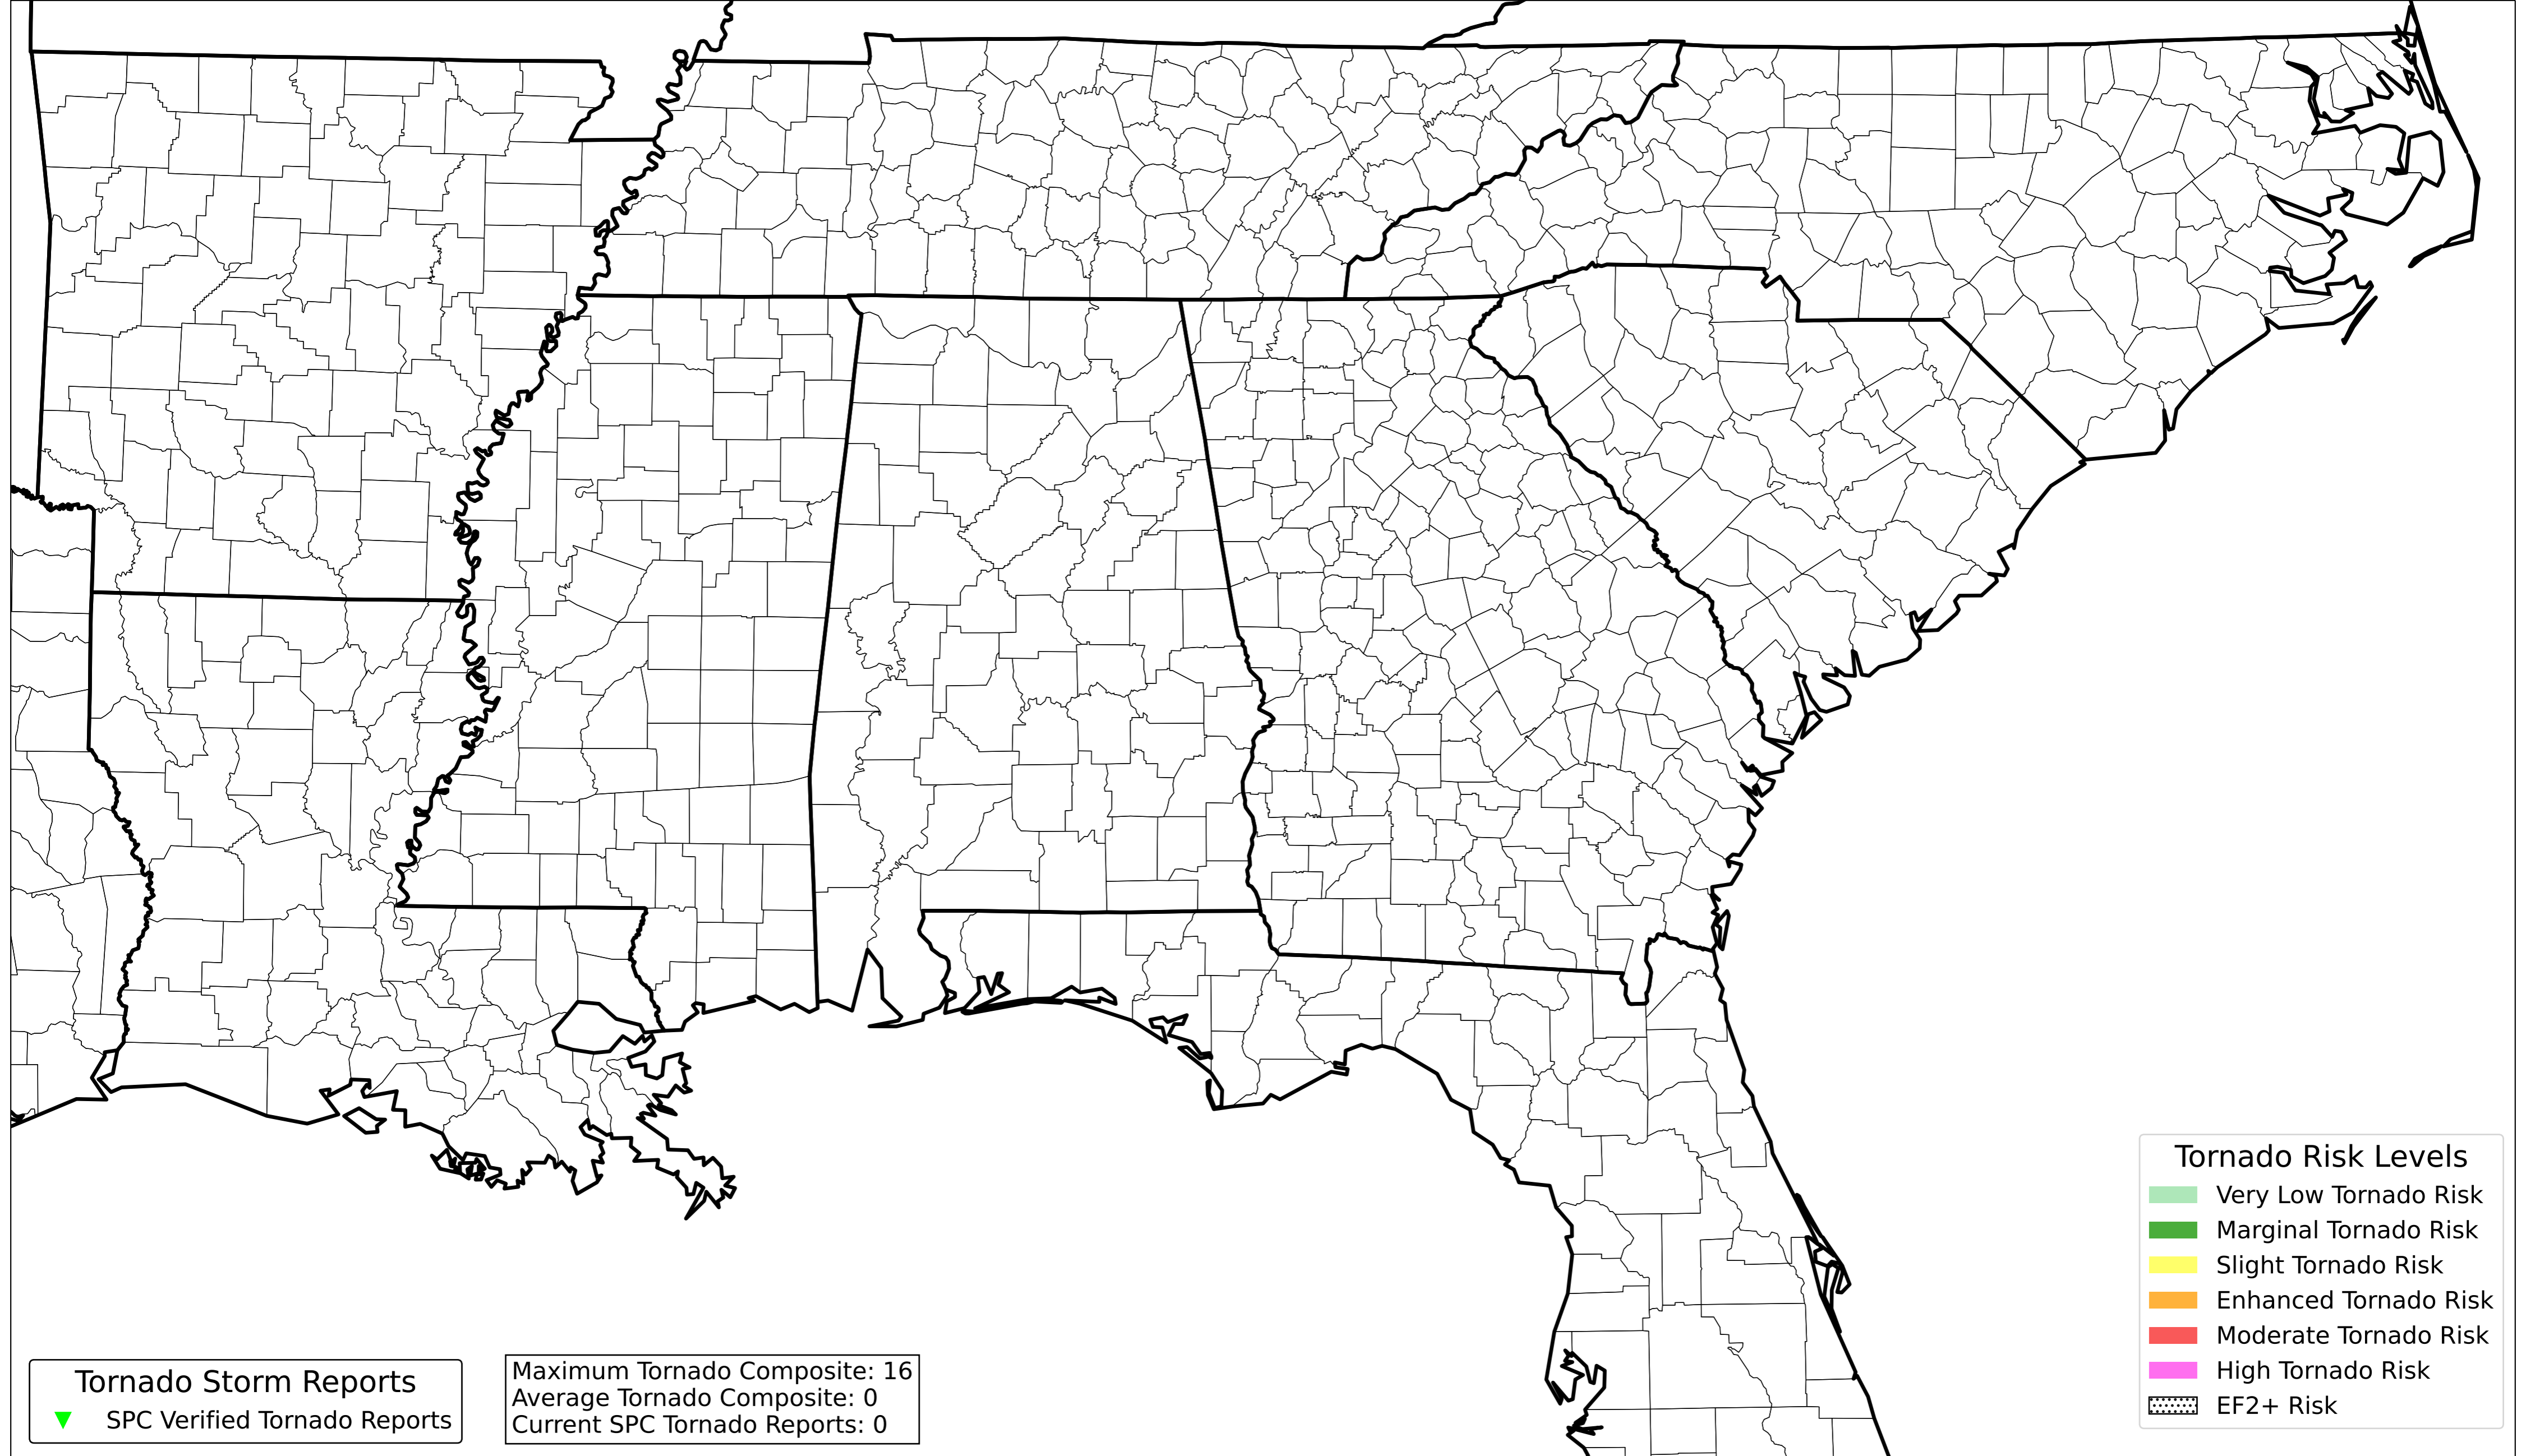 Tornado Storm Reports
SPC Verified Tornado Reports
Maximum Tornado Composite: 16
Average Tornado Composite: 0
Current SPC Tornado Reports: 0
Tornado Risk Levels
Very Low Tornado Risk
Marginal Tornado Risk
Slight Tornado Risk
Enhanced Tornado Risk
Moderate Tornado Risk
High Tornado Risk
EF2+ Risk